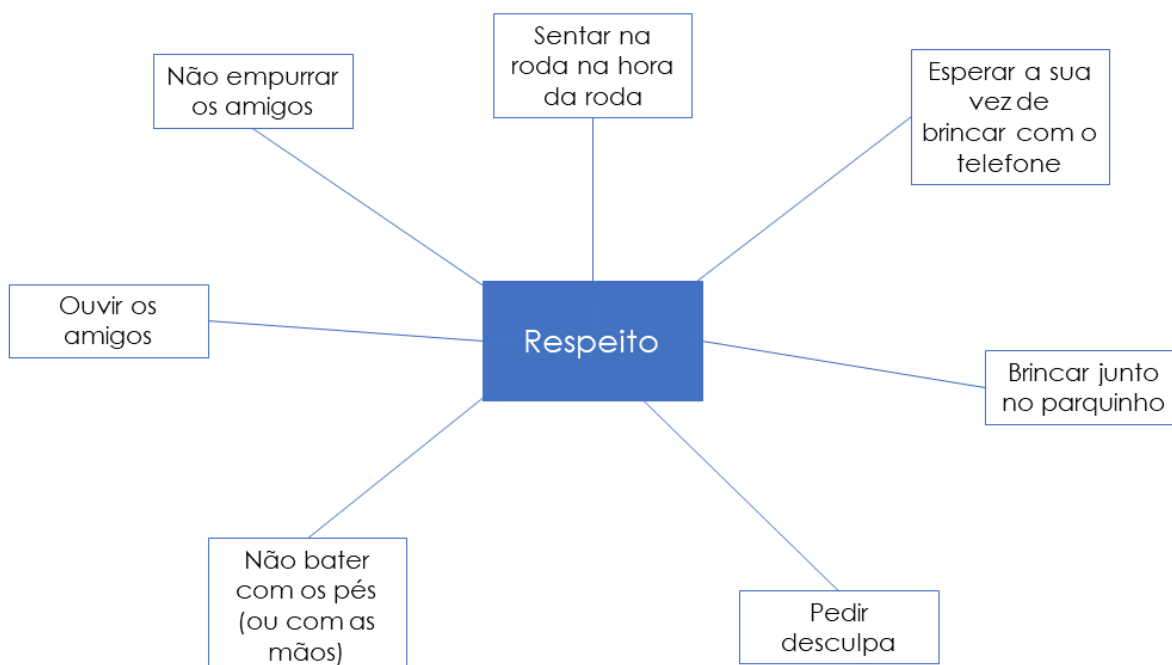 Sentar na
roda na hora
da roda
Não empurrar
os amigos
Esperar a sua
vez de
brincar com o
telefone
Ouvir os
amigos
Respeito
Brincar junto
no parquinho
Não bater
com os pés
(ou com as
mãos)
Pedir
desculpa